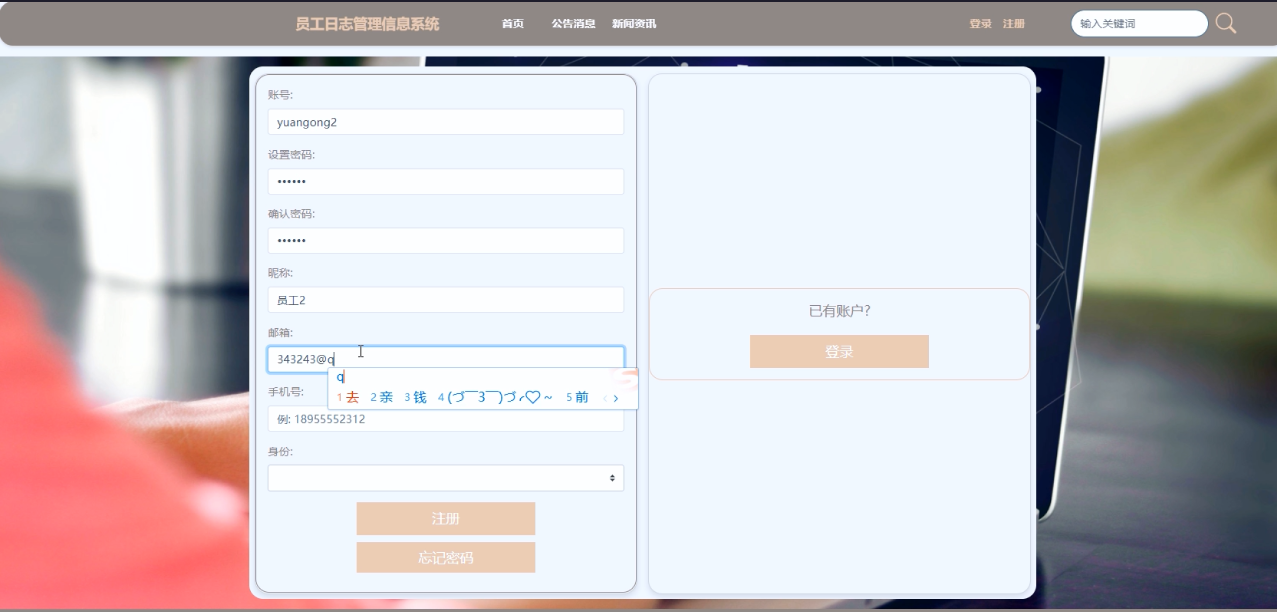 员工日志管理信息系统 首页 公告消息 新闻资讯 登录 注册 输入关键词
账号:
yuangong2
设置密码:
••••••
确认密码:
••••••
昵称:
员工2
邮箱:
343243@q
q
1 去 2 亲 3 钱 4 (づ ̄3 ̄)づ╭♡~ 5 前
手机号:
例: 18955552312
身份:
注册
忘记密码
已有账户?
登录